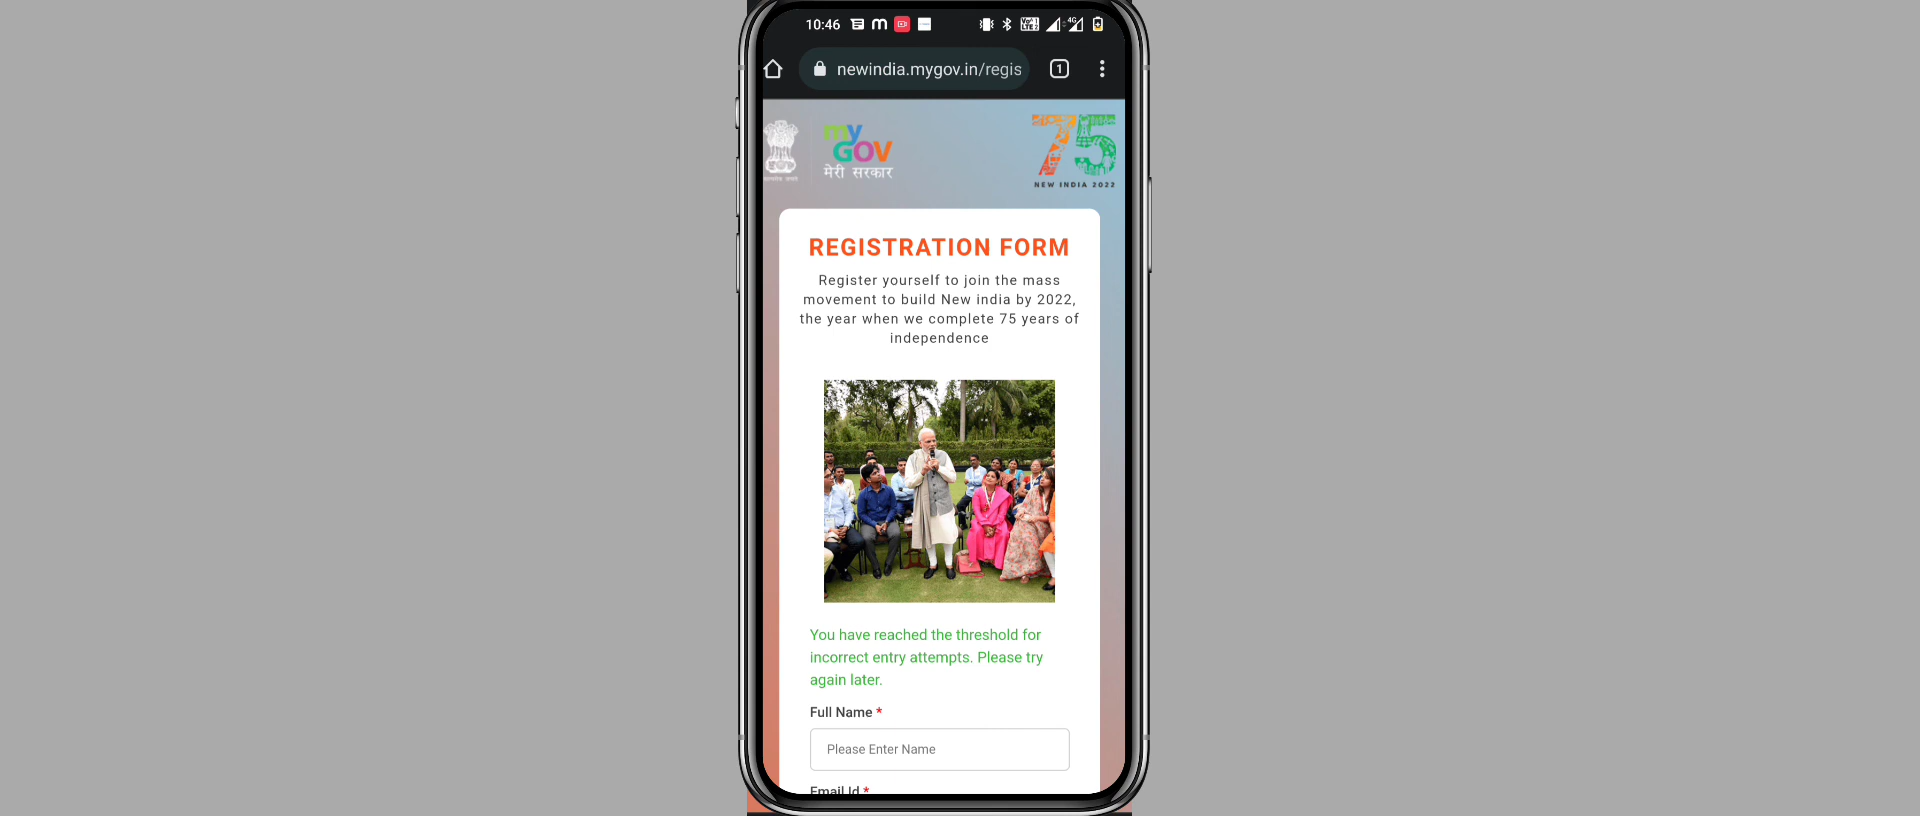 10:46
newindia.mygov.in/regis
1
my
GOV
मेरी सरकार
75
NEW INDIA 2022
REGISTRATION FORM
Register yourself to join the mass
movement to build New india by 2022,
the year when we complete 75 years of
independence
You have reached the threshold for
incorrect entry attempts. Please try
again later.
Full Name *
Please Enter Name
Email Id *